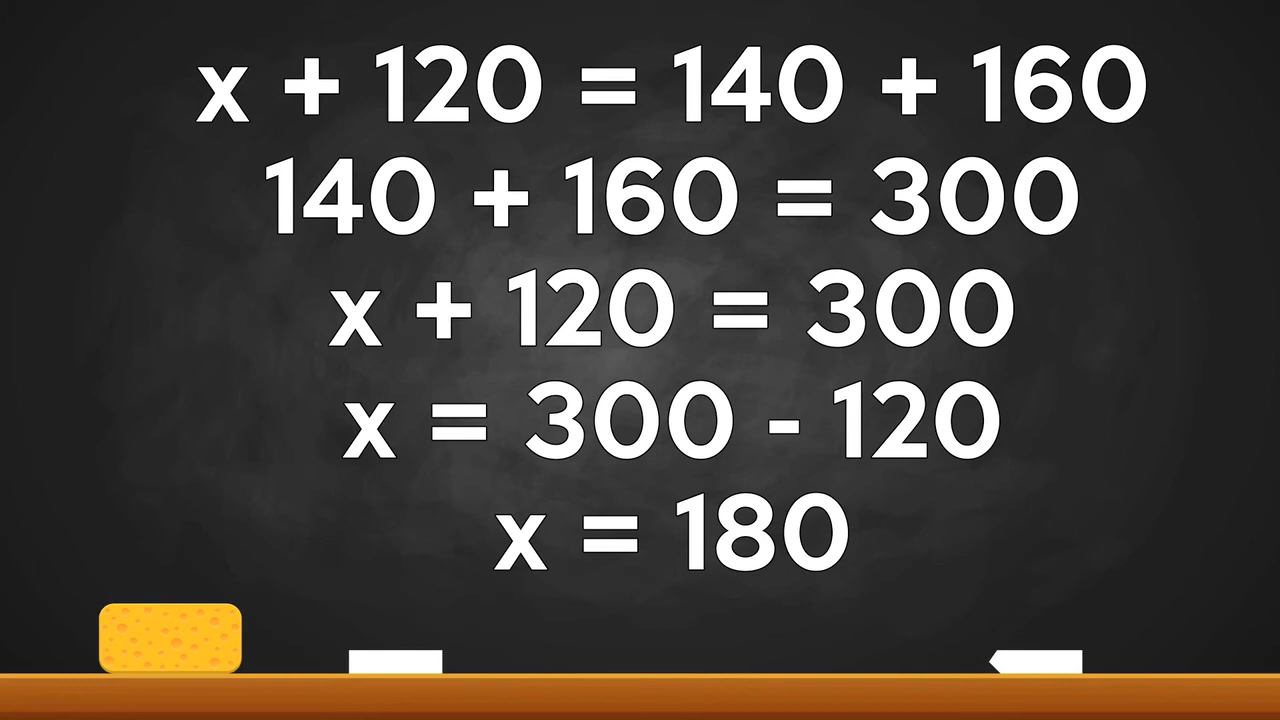 x + 120 = 140 + 160
140 + 160 = 300
x + 120 = 300
x = 300 - 120
x = 180